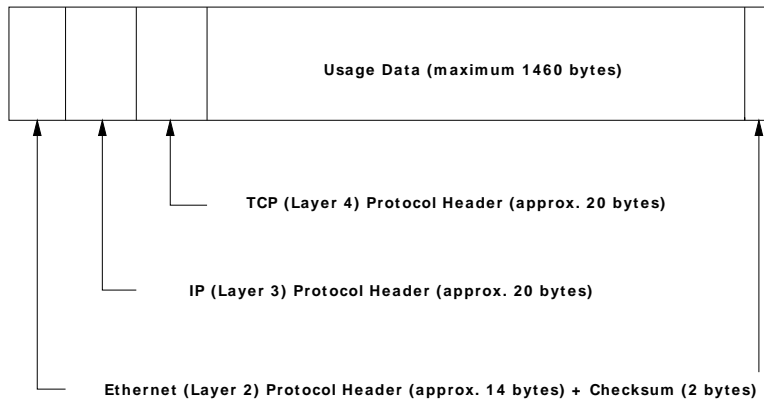 Usage Data (maximum 1460 bytes)
TCP (Layer 4) Protocol Header (approx. 20 bytes)
IP (Layer 3) Protocol Header (approx. 20 bytes)
Ethernet (Layer 2) Protocol Header (approx. 14 bytes) + Checksum (2 bytes)